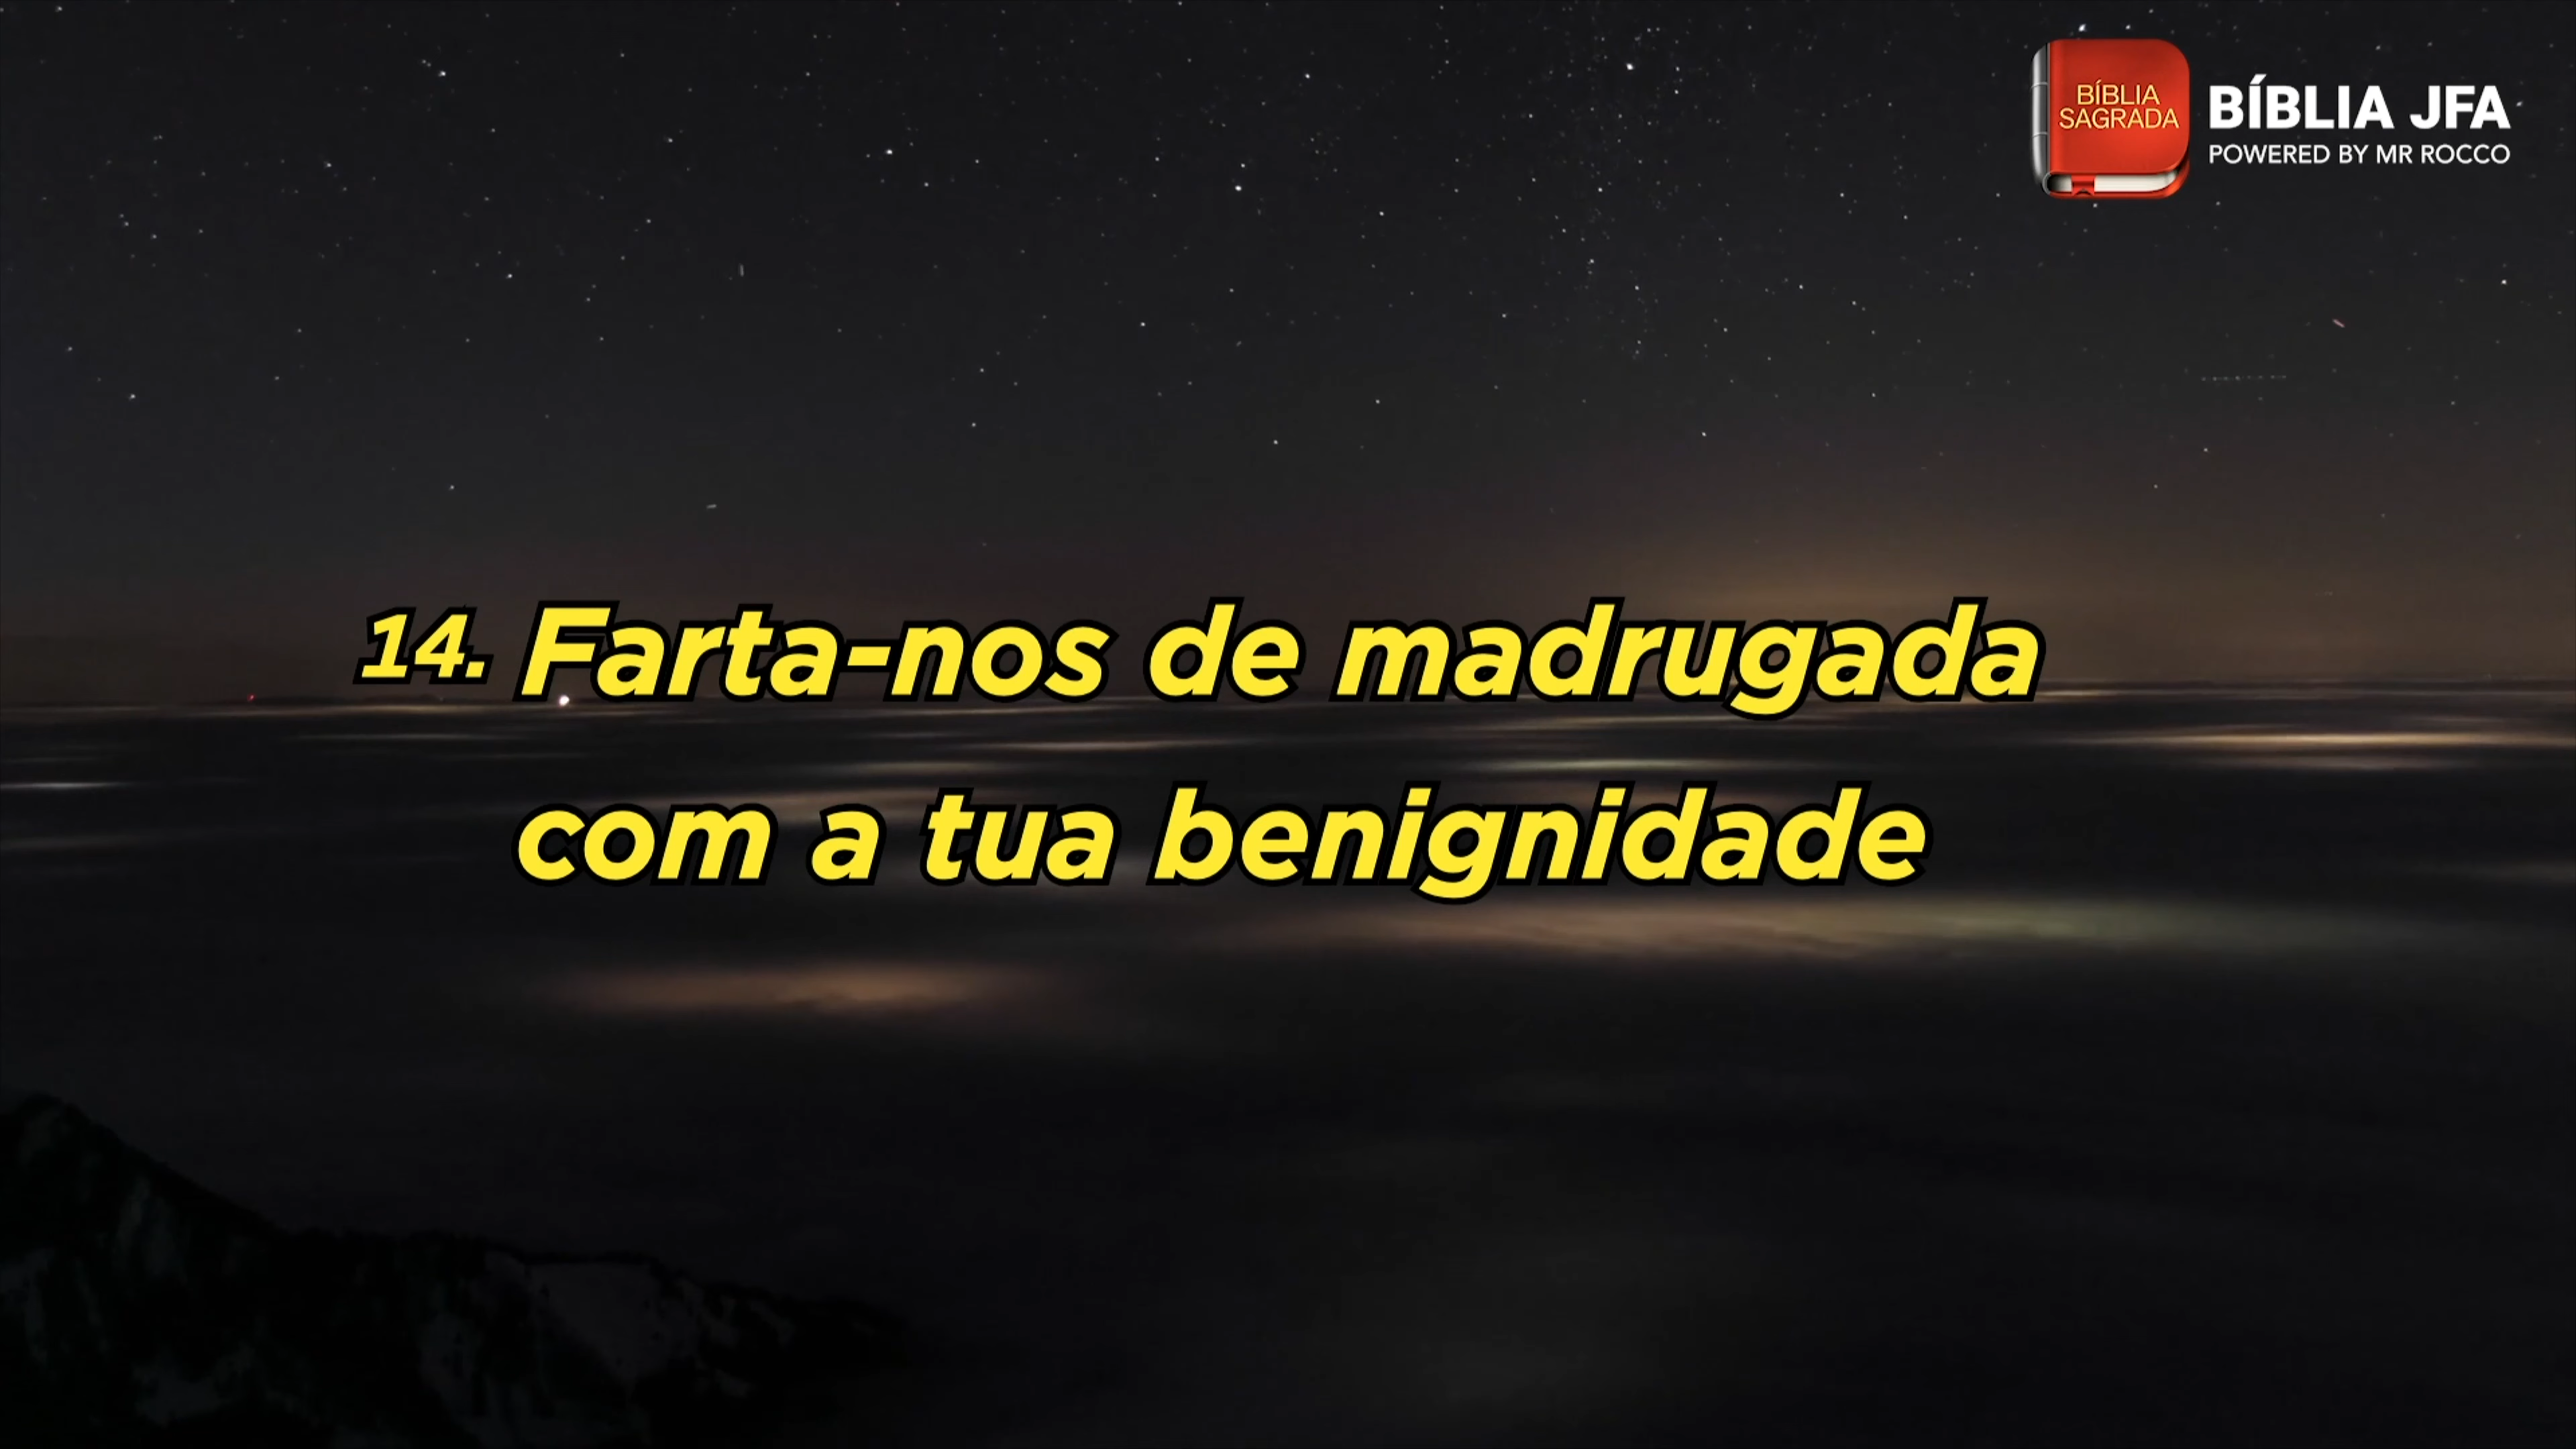 BÍBLIA
SAGRADA
BÍBLIA JFA
POWERED BY MR ROCCO
14. Farta-nos de madrugada
com a tua benignidade